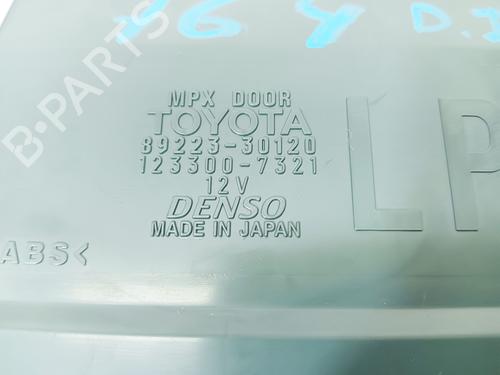 MPX DOOR
TOYOTA
89223-30120
123300-7321
12V
DENSO
MADE IN JAPAN
ABS<
LP
B-PARTS